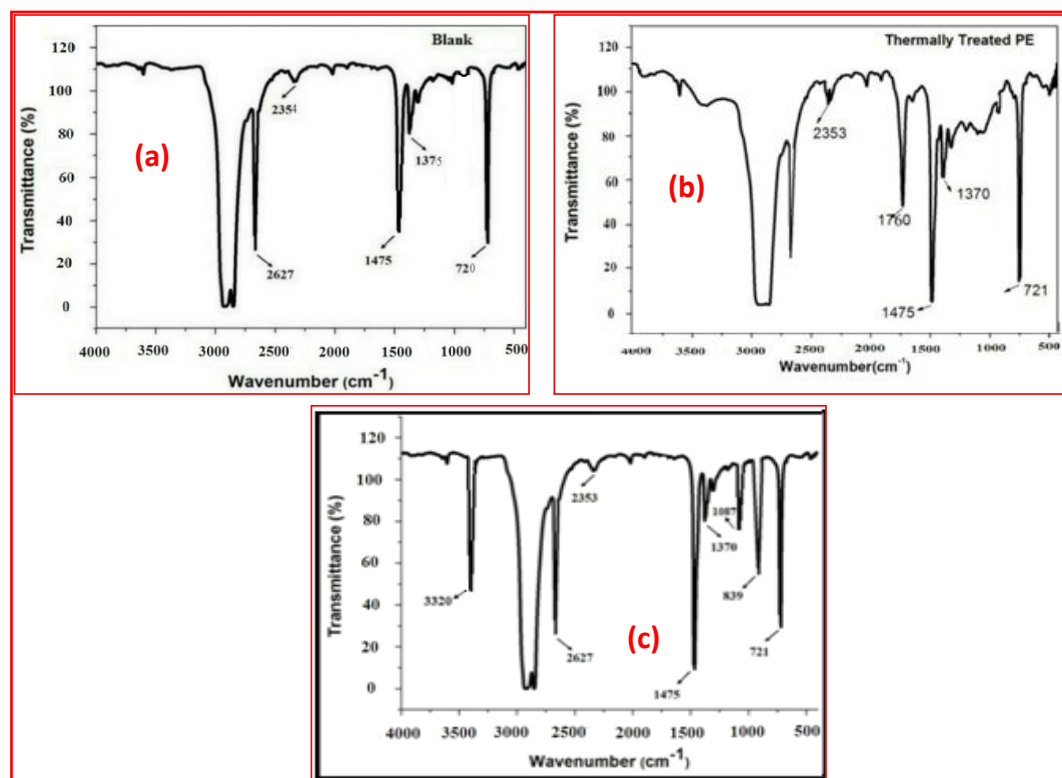 Blank
120
100
80
60
40
20
0
Transmittance (%)
(a)
2354
1375
2627
1475
720
4000 3500 3000 2500 2000 1500 1000 500
Wavenumber (cm-1)
Thermally Treated PE
120
100
80
60
40
20
0
Transmittance (%)
(b)
2353
1760
1370
1475
721
4000 3500 3000 2500 2000 1500 1000 500
Wavenumber(cm-1)
120
100
80
60
40
20
0
Transmittance (%)
(c)
2353
1087
1370
3320
839
2627
721
1475
4000 3500 3000 2500 2000 1500 1000 500
Wavenumber (cm-1)